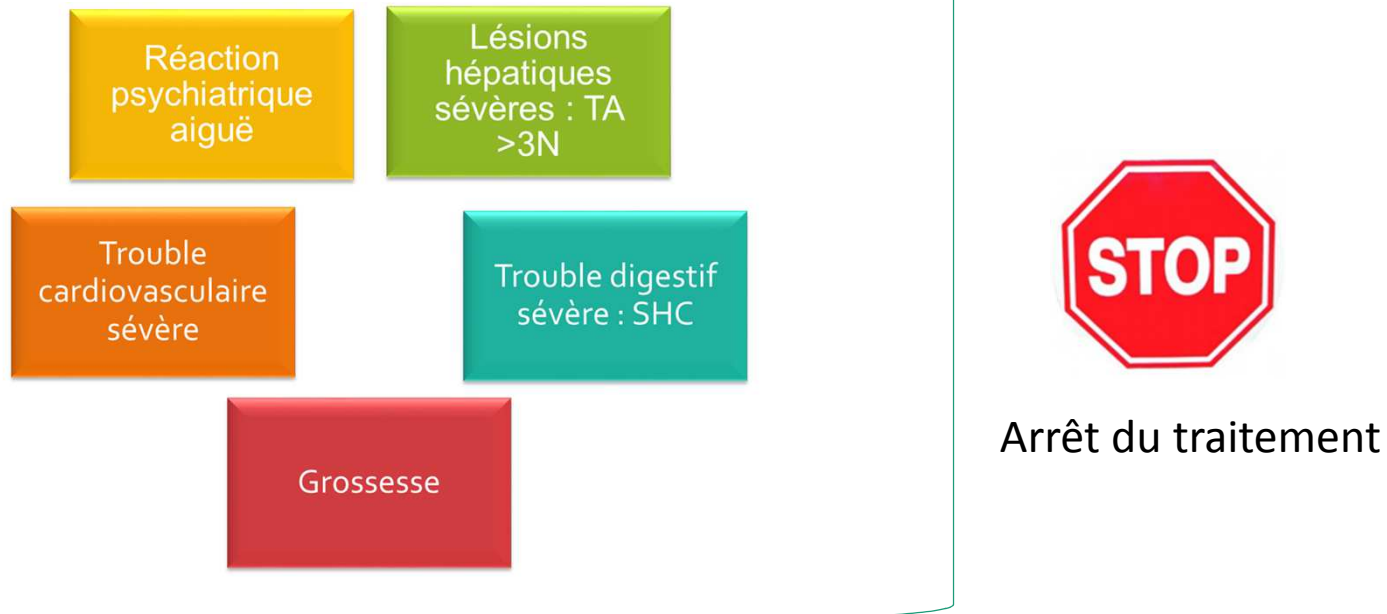 Réaction
psychiatrique
aiguë
Lésions
hépatiques
sévères : TA
>3N
Trouble
cardiovasculaire
sévère
Trouble digestif
sévère : SHC
Grossesse
STOP
Arrêt du traitement